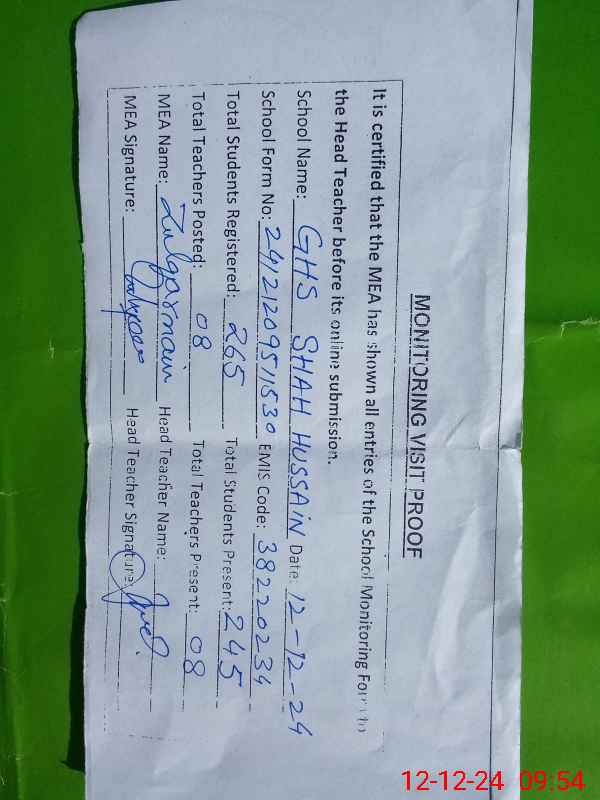 MONITORING VISIT PROOF
It is certified that the MEA has shown all entries of the School Monitoring Form to
the Head Teacher before its online submission.
School Name: GHS SHAH HUSSAIN Date: 12-12-24
School Form No: 24121209511530 EMIS Code: 38220234
Total Students Registered: 265 Total Students Present: 245
Total Teachers Posted: 08 Total Teachers Present: 08
MEA Name: Zulqarnain Head Teacher Name:
MEA Signature: Head Teacher Signature:
12-12-24 09:54